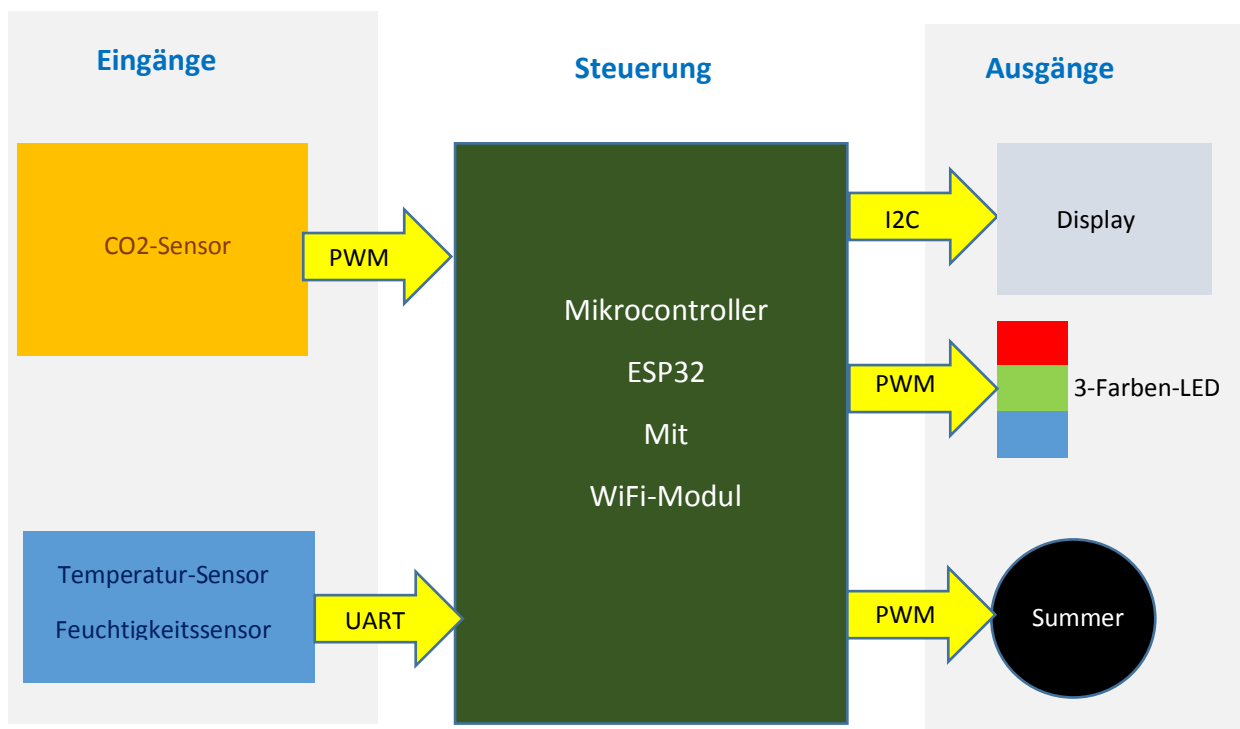 Eingänge
Steuerung
Ausgänge
CO2-Sensor
PWM
Temperatur-Sensor
Feuchtigkeitssensor
UART
Mikrocontroller
ESP32
Mit
WiFi-Modul
I2C
Display
PWM
3-Farben-LED
PWM
Summer